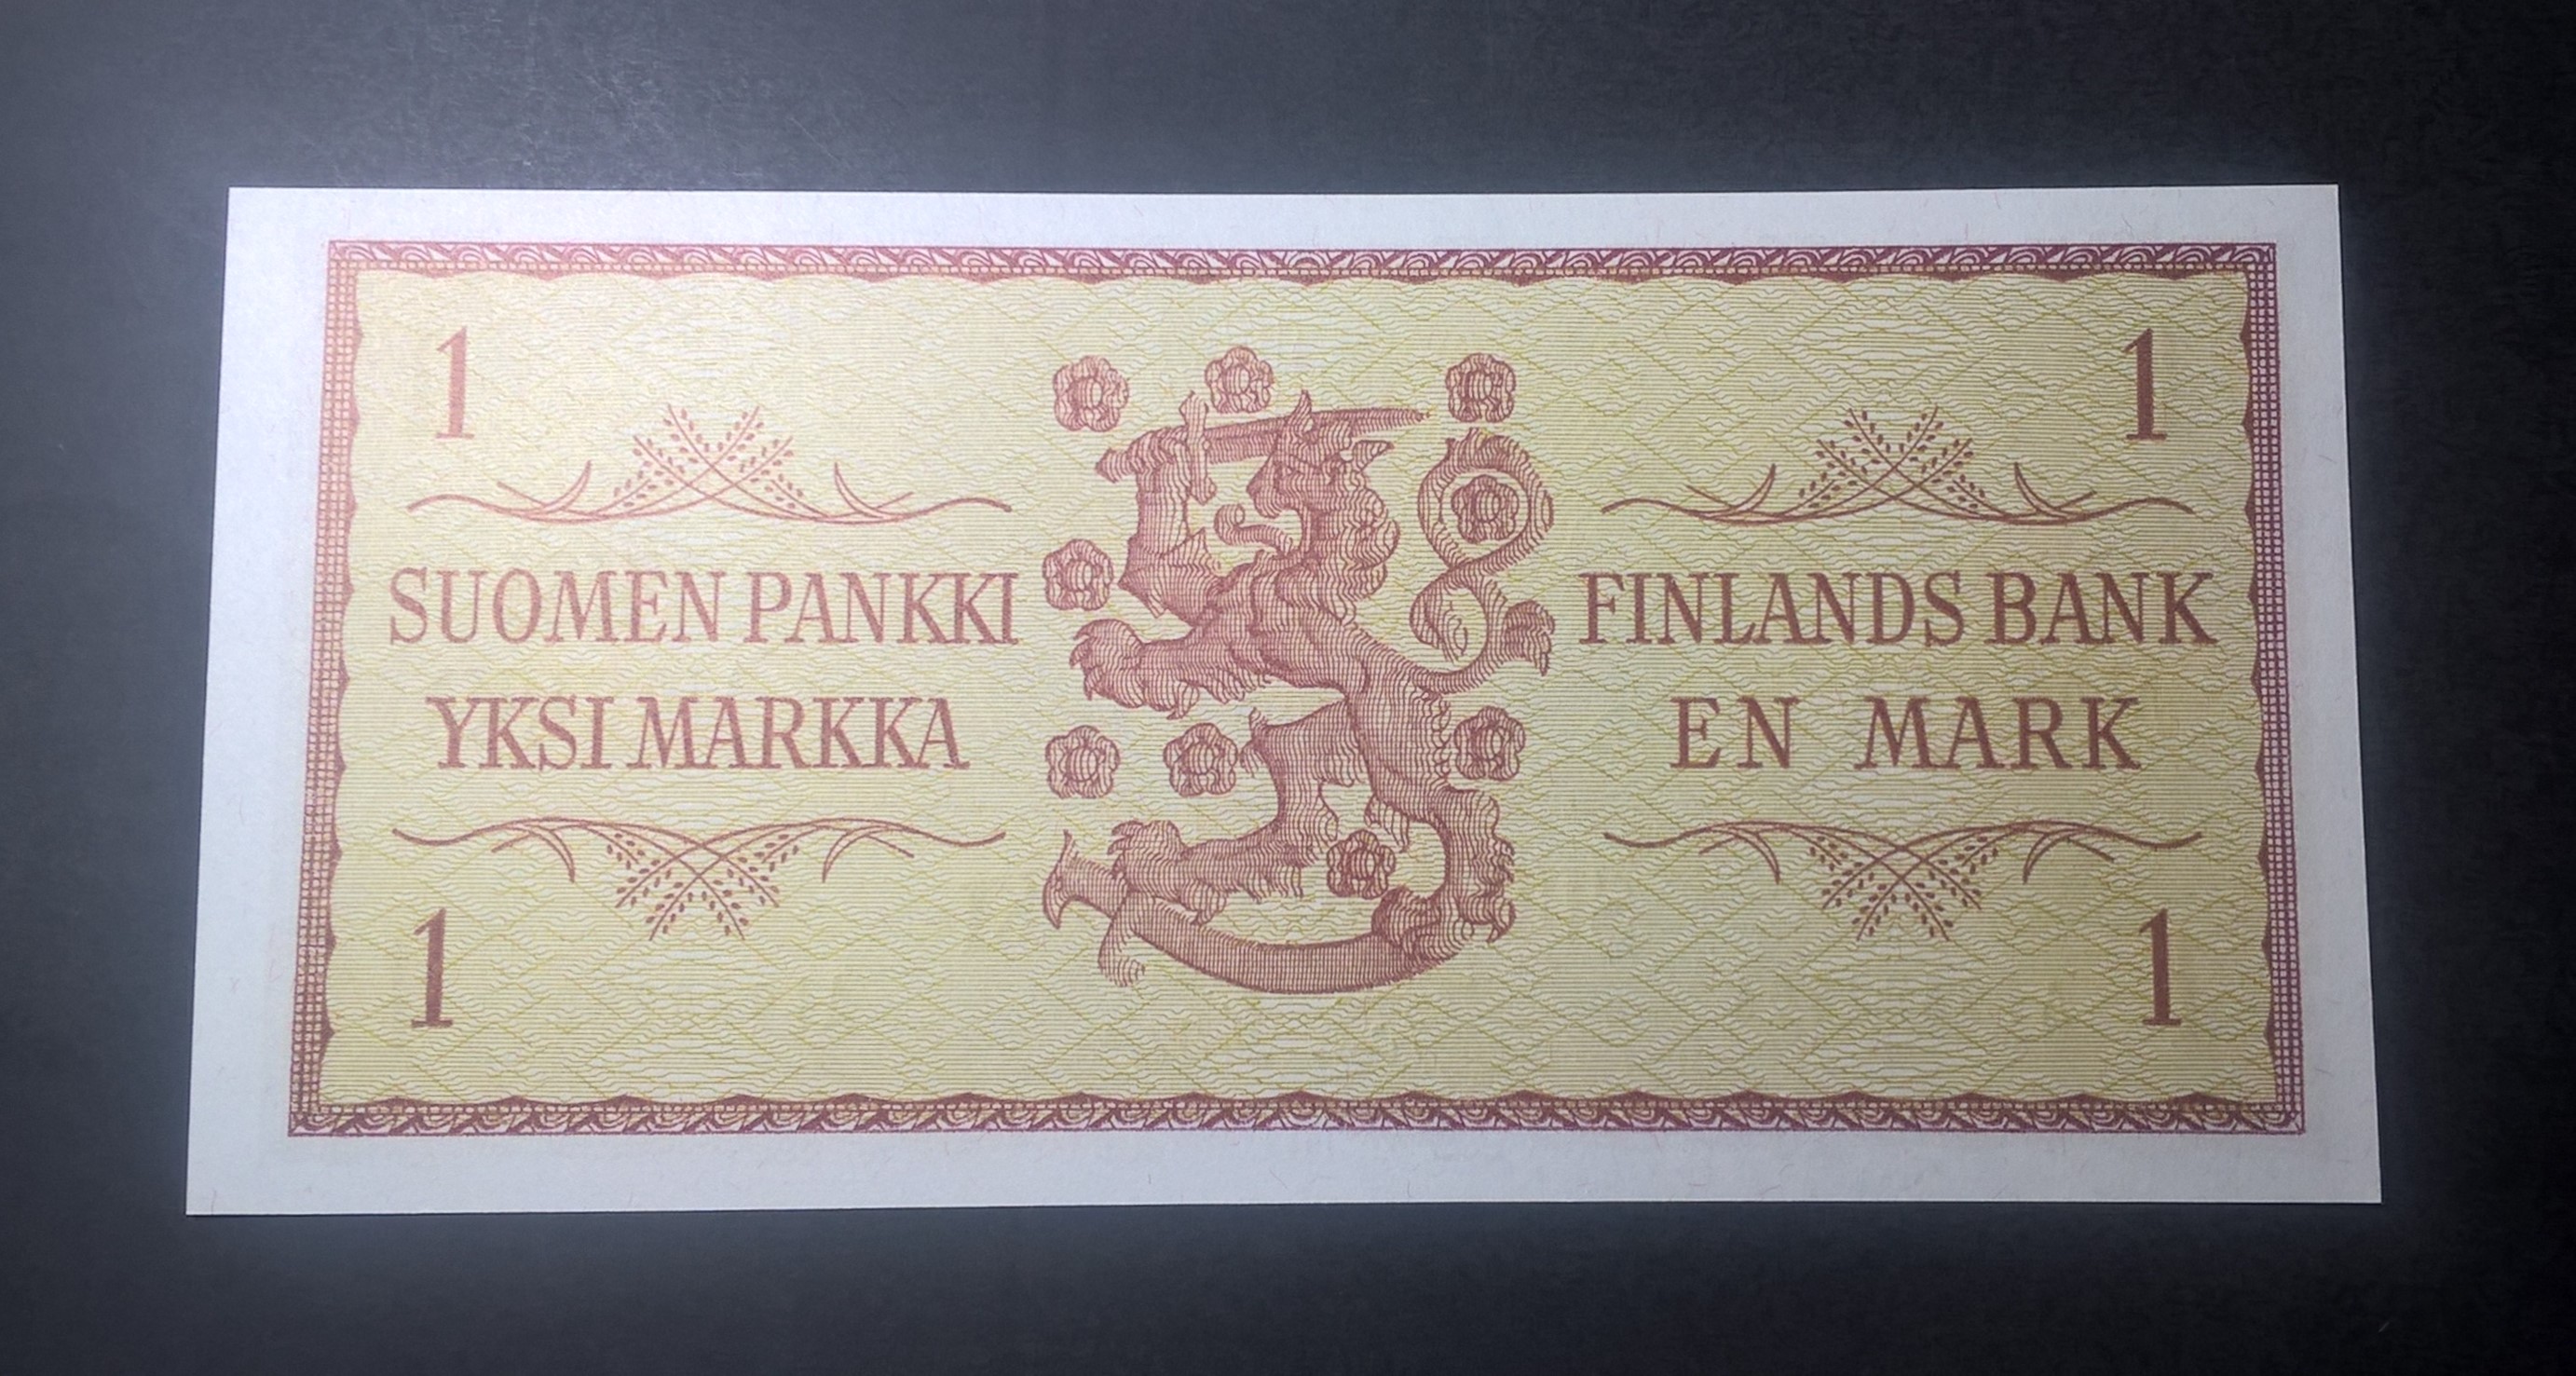 1
1
SUOMEN PANKKI
YKSI MARKKA
FINLANDS BANK
EN MARK
1
1